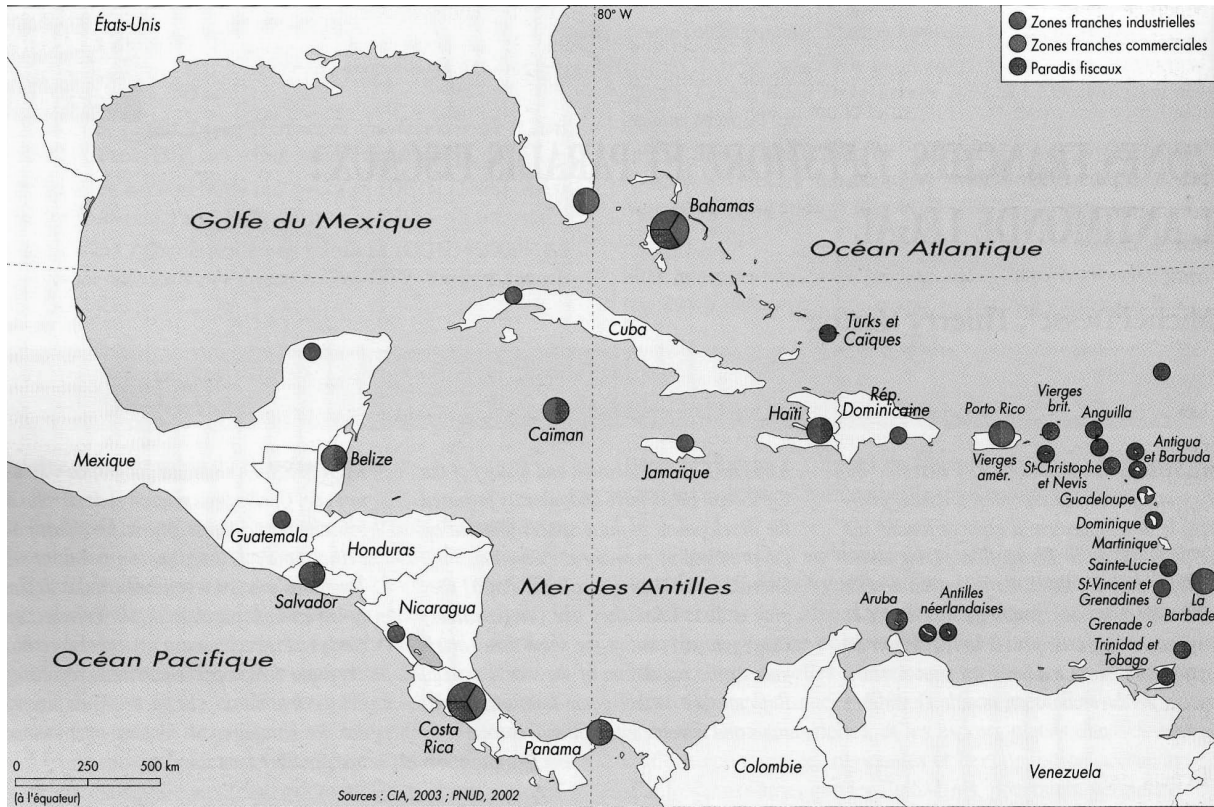 États-Unis
80° W
Zones franches industrielles
Zones franches commerciales
Paradis fiscaux
Golfe du Mexique
Bahamas
Océan Atlantique
Cuba
Turks et
Caïques
Caïman
Haïti
Rép.
Dominicaine
Jamaïque
Porto Rico
Vierges
brit.
Anguilla
Vierges
amér.
St-Christophe
et Nevis
Antigua
et Barbuda
Guadeloupe
Dominique
Martinique
Sainte-Lucie
St-Vincent et
Grenadines
La
Barbade
Grenade
Trinidad et
Tobago
Mexique
Belize
Guatemala
Honduras
Salvador
Nicaragua
Mer des Antilles
Aruba
Antilles
néerlandaises
Océan Pacifique
Costa
Rica
Panama
Colombie
Venezuela
0 250 500 km
(à l'équateur)
Sources : CIA, 2003 ; PNUD, 2002